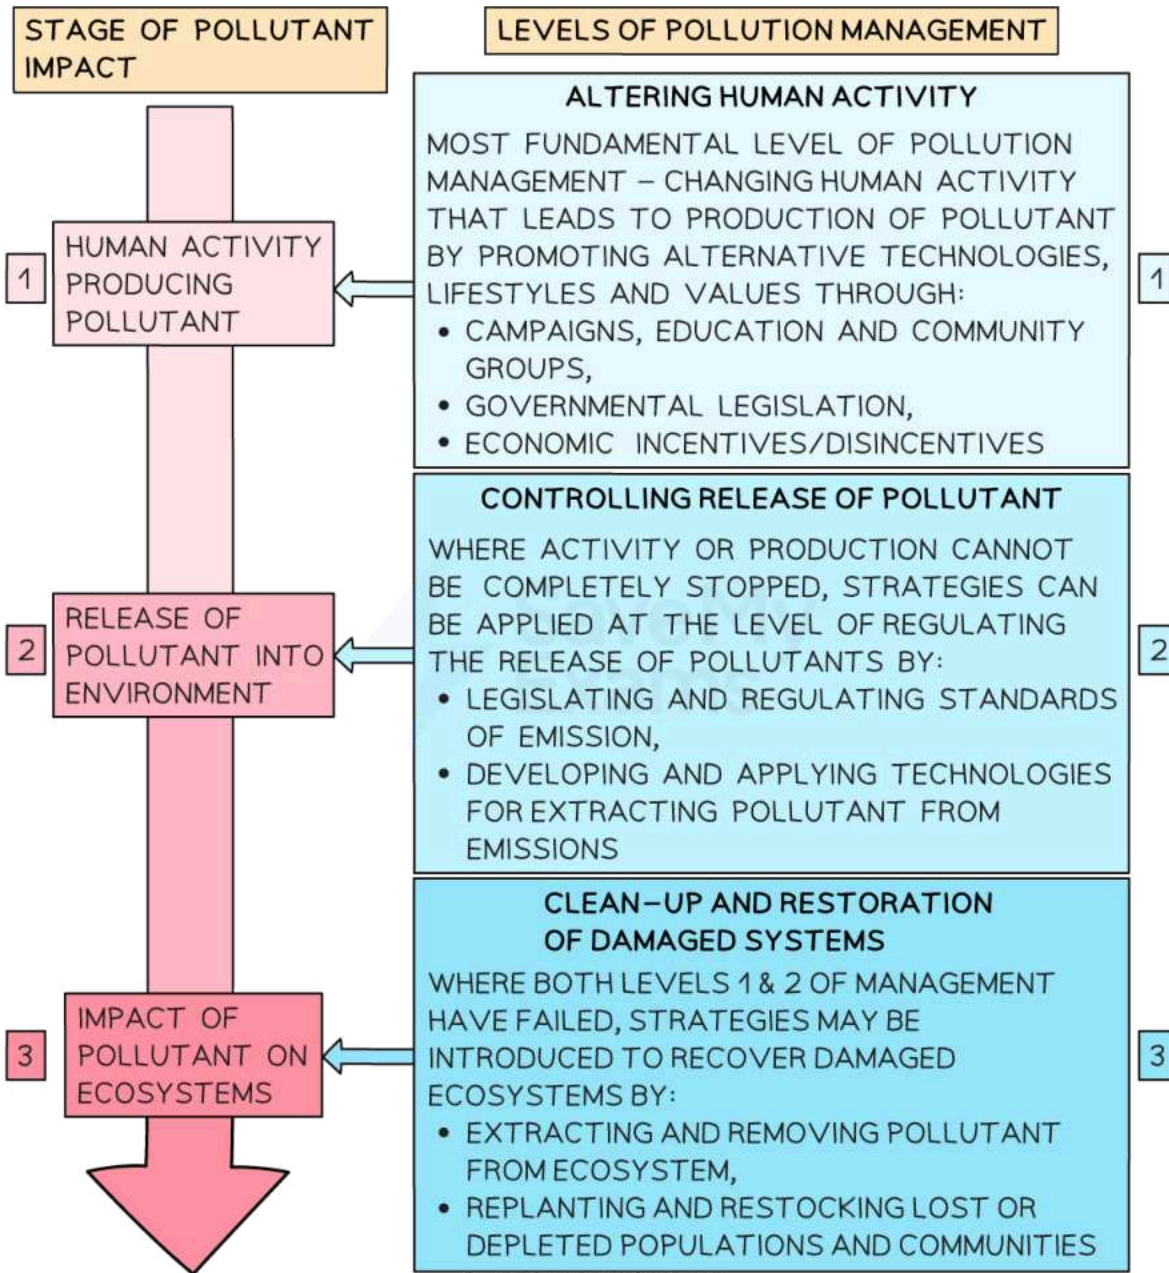 STAGE OF POLLUTANT
IMPACT
LEVELS OF POLLUTION MANAGEMENT
1
HUMAN ACTIVITY
PRODUCING
POLLUTANT
ALTERING HUMAN ACTIVITY
MOST FUNDAMENTAL LEVEL OF POLLUTION
MANAGEMENT – CHANGING HUMAN ACTIVITY
THAT LEADS TO PRODUCTION OF POLLUTANT
BY PROMOTING ALTERNATIVE TECHNOLOGIES,
LIFESTYLES AND VALUES THROUGH:
• CAMPAIGNS, EDUCATION AND COMMUNITY
GROUPS,
• GOVERNMENTAL LEGISLATION,
• ECONOMIC INCENTIVES/DISINCENTIVES
1
2
RELEASE OF
POLLUTANT INTO
ENVIRONMENT
CONTROLLING RELEASE OF POLLUTANT
WHERE ACTIVITY OR PRODUCTION CANNOT
BE COMPLETELY STOPPED, STRATEGIES CAN
BE APPLIED AT THE LEVEL OF REGULATING
THE RELEASE OF POLLUTANTS BY:
• LEGISLATING AND REGULATING STANDARDS
OF EMISSION,
• DEVELOPING AND APPLYING TECHNOLOGIES
FOR EXTRACTING POLLUTANT FROM
EMISSIONS
2
3
IMPACT OF
POLLUTANT ON
ECOSYSTEMS
CLEAN–UP AND RESTORATION
OF DAMAGED SYSTEMS
WHERE BOTH LEVELS 1 & 2 OF MANAGEMENT
HAVE FAILED, STRATEGIES MAY BE
INTRODUCED TO RECOVER DAMAGED
ECOSYSTEMS BY:
• EXTRACTING AND REMOVING POLLUTANT
FROM ECOSYSTEM,
• REPLANTING AND RESTOCKING LOST OR
DEPLETED POPULATIONS AND COMMUNITIES
3